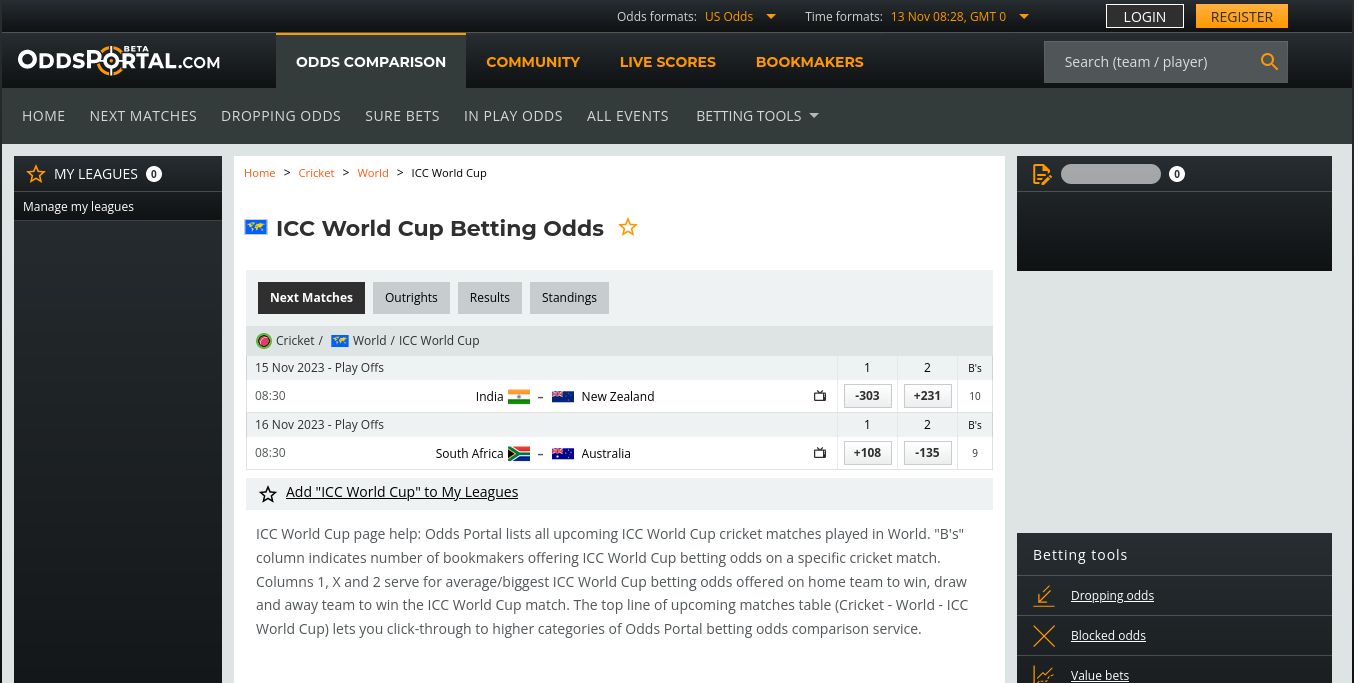 Odds formats: US Odds Time formats: 13 Nov 08:28, GMT 0 LOGIN REGISTER
ODDSPORTAL.COM BETA ODDS COMPARISON COMMUNITY LIVE SCORES BOOKMAKERS Search (team / player)
HOME NEXT MATCHES DROPPING ODDS SURE BETS IN PLAY ODDS ALL EVENTS BETTING TOOLS
MY LEAGUES 0
Manage my leagues
Home > Cricket > World > ICC World Cup
ICC World Cup Betting Odds
Next Matches Outrights Results Standings
Cricket / World / ICC World Cup
15 Nov 2023 - Play Offs 1 2 B's
08:30 India – New Zealand -303 +231 10
16 Nov 2023 - Play Offs 1 2 B's
08:30 South Africa – Australia +108 -135 9
Add "ICC World Cup" to My Leagues
ICC World Cup page help: Odds Portal lists all upcoming ICC World Cup cricket matches played in World. "B's"
column indicates number of bookmakers offering ICC World Cup betting odds on a specific cricket match.
Columns 1, X and 2 serve for average/biggest ICC World Cup betting odds offered on home team to win, draw
and away team to win the ICC World Cup match. The top line of upcoming matches table (Cricket - World - ICC
World Cup) lets you click-through to higher categories of Odds Portal betting odds comparison service.
0
Betting tools
Dropping odds
Blocked odds
Value bets